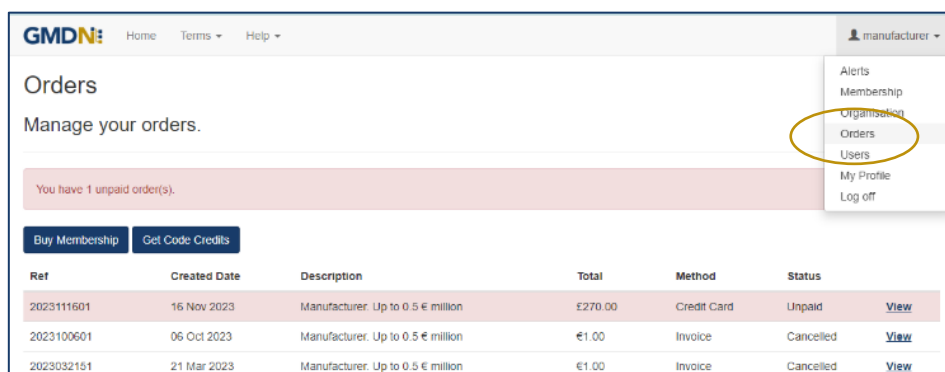 GMDN Home Terms Help manufacturer
Alerts
Membership
Organisation
Orders
Users
My Profile
Log off
Orders
Manage your orders.
You have 1 unpaid order(s).
Buy Membership Get Code Credits
Ref Created Date Description Total Method Status
2023111601 16 Nov 2023 Manufacturer. Up to 0.5 € million £270.00 Credit Card Unpaid View
2023100601 06 Oct 2023 Manufacturer. Up to 0.5 € million €1.00 Invoice Cancelled View
2023032151 21 Mar 2023 Manufacturer. Up to 0.5 € million €1.00 Invoice Cancelled View